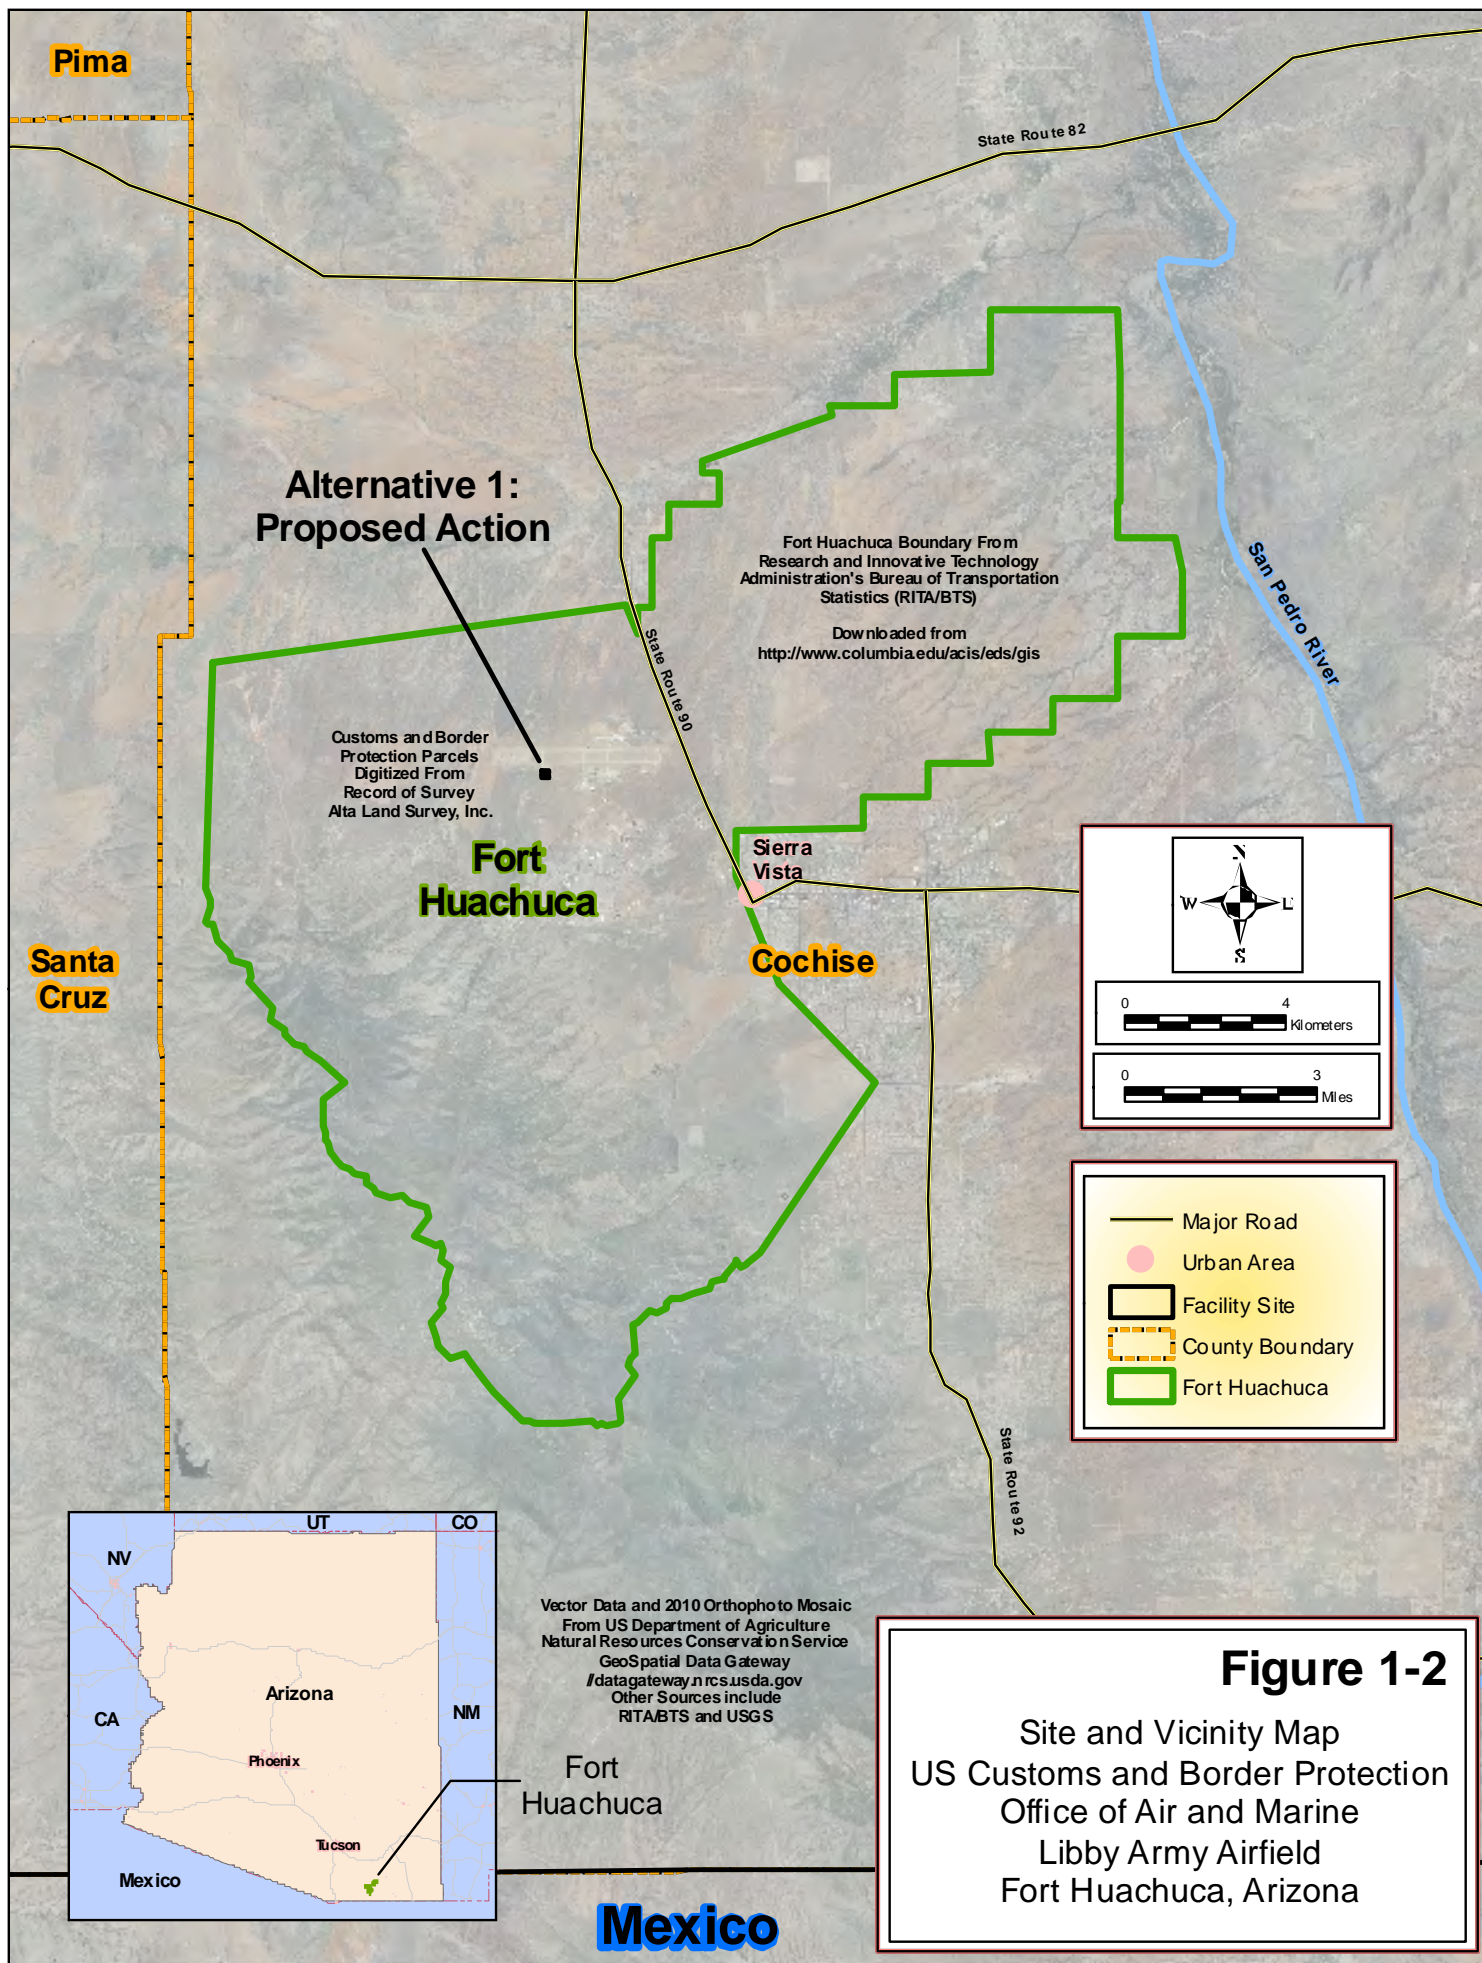 Pima
State Route 82
Alternative 1:
Proposed Action
Fort Huachuca Boundary From
Research and Innovative Technology
Administration's Bureau of Transportation
Statistics (RITA/BTS)
Downloaded from
http://www.columbia.edu/acis/eds/gis
San Pedro River
State Route 90
Customs and Border
Protection Parcels
Digitized From
Record of Survey
Alta Land Survey, Inc.
Fort
Huachuca
Sierra
Vista
Cochise
Santa
Cruz
N
W
E
S
0 4
Kilometers
0 3
Miles
Major Road
Urban Area
Facility Site
County Boundary
Fort Huachuca
State Route 92
UT
CO
NV
Arizona
CA
NM
Phoenix
Tucson
Mexico
Vector Data and 2010 Orthophoto Mosaic
From US Department of Agriculture
Natural Resources Conservation Service
GeoSpatial Data Gateway
//datagateway.nrcs.usda.gov
Other Sources include
RITA/BTS and USGS
Fort
Huachuca
Mexico
Figure 1-2
Site and Vicinity Map
US Customs and Border Protection
Office of Air and Marine
Libby Army Airfield
Fort Huachuca, Arizona